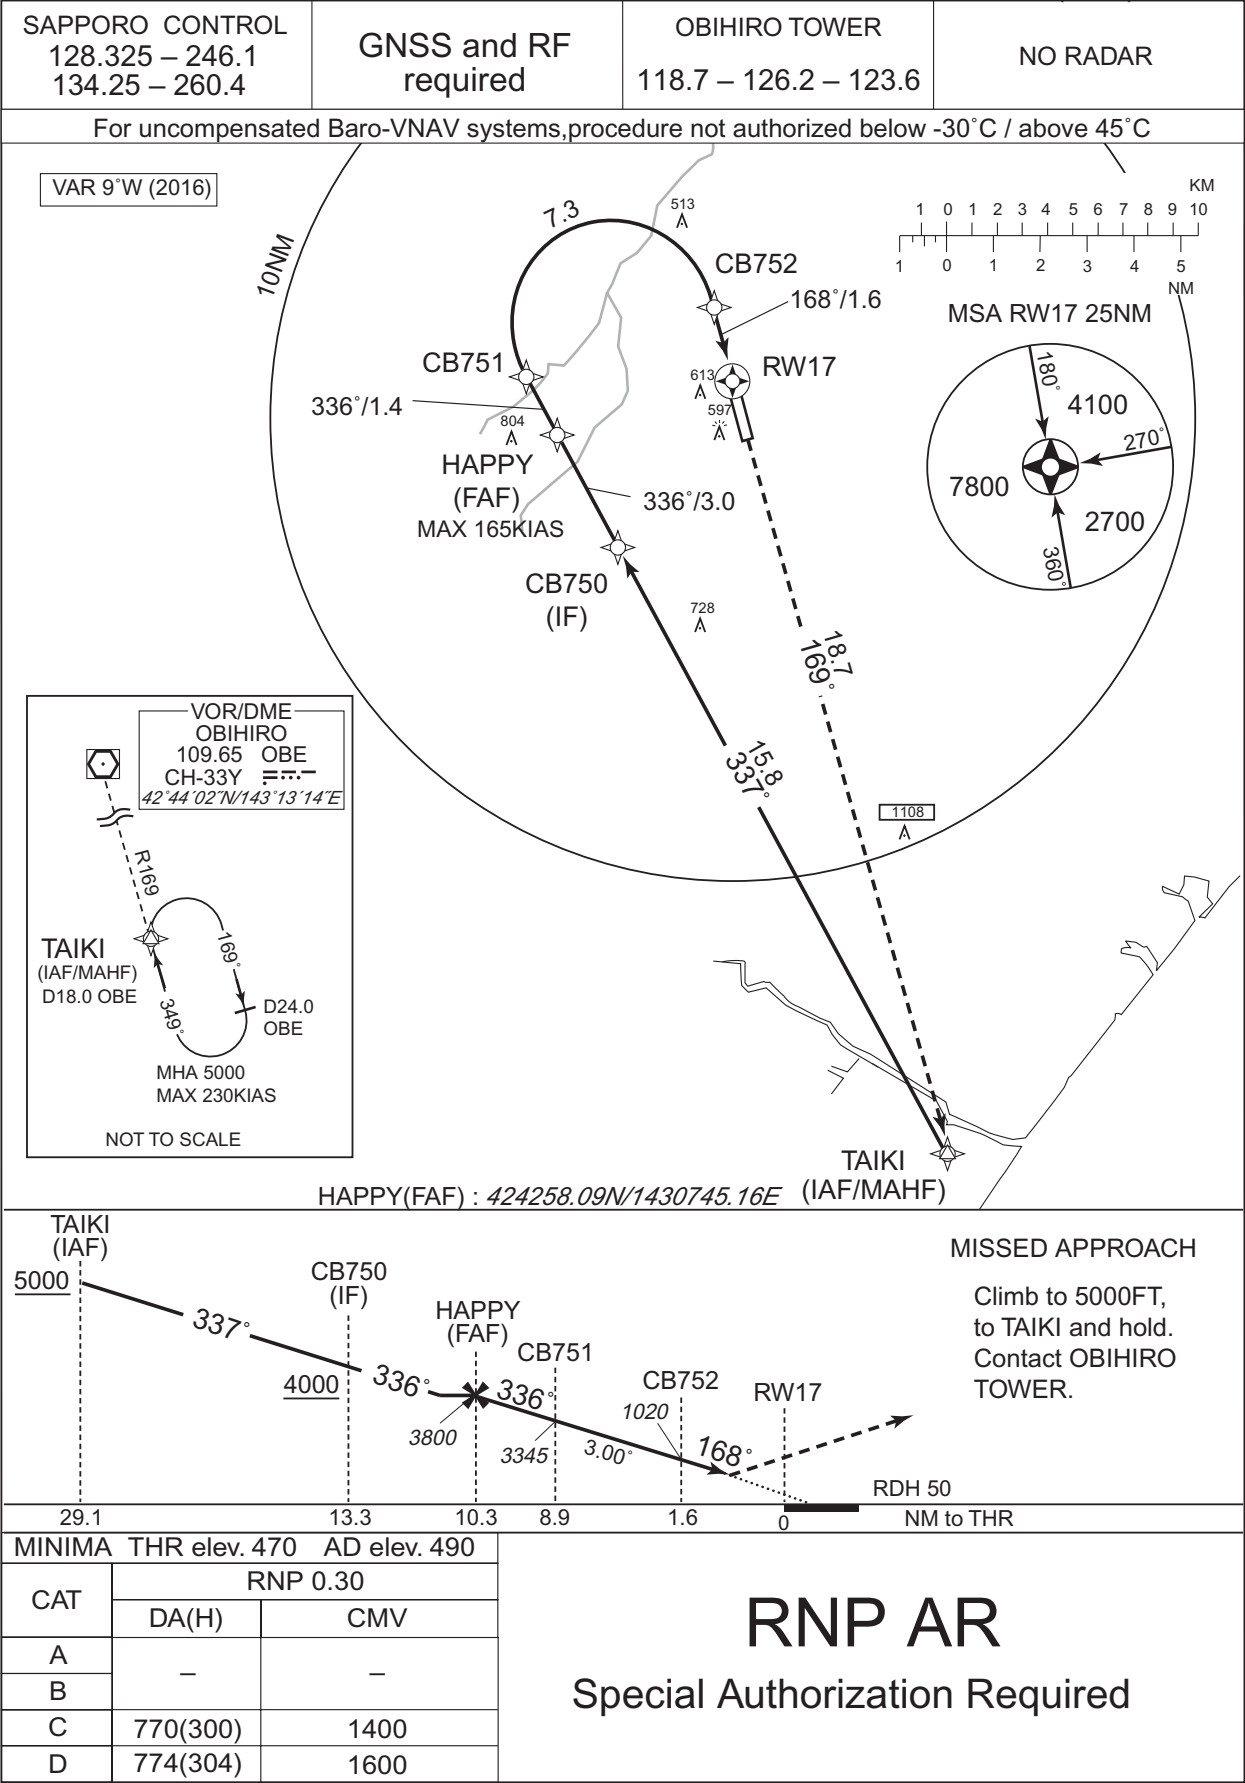 SAPPORO CONTROL
128.325 – 246.1
134.25 – 260.4
GNSS and RF
required
OBIHIRO TOWER
118.7 – 126.2 – 123.6
NO RADAR
For uncompensated Baro-VNAV systems,procedure not authorized below -30˚C / above 45˚C
VAR 9˚W (2016)
10NM
7.3
513
CB752
168˚/1.6
CB751
336˚/1.4
804
HAPPY
(FAF)
MAX 165KIAS
336˚/3.0
CB750
(IF)
613
597
RW17
728
18.7
169˚
15.8
337˚
1108
KM
1 0 1 2 3 4 5 6 7 8 9 10
1 0 1 2 3 4 5
NM
MSA RW17 25NM
180˚
4100
270˚
7800
2700
360˚
VOR/DME
OBIHIRO
109.65 OBE
CH-33Y
42˚44´02˝N/143˚13´14˝E
R169
TAIKI
(IAF/MAHF)
D18.0 OBE
169˚
349˚
D24.0
OBE
MHA 5000
MAX 230KIAS
NOT TO SCALE
TAIKI
(IAF/MAHF)
HAPPY(FAF) : 424258.09N/1430745.16E
TAIKI
(IAF)
5000
337˚
CB750
(IF)
4000
336˚
HAPPY
(FAF)
3800
336˚
CB751
3345
3.00˚
CB752
1020
168˚
RW17
RDH 50
29.1 13.3 10.3 8.9 1.6 0 NM to THR
MISSED APPROACH
Climb to 5000FT,
to TAIKI and hold.
Contact OBIHIRO
TOWER.
MINIMA THR elev. 470 AD elev. 490
CAT
RNP 0.30
DA(H) CMV
A
– –
B
C 770(300) 1400
D 774(304) 1600
RNP AR
Special Authorization Required